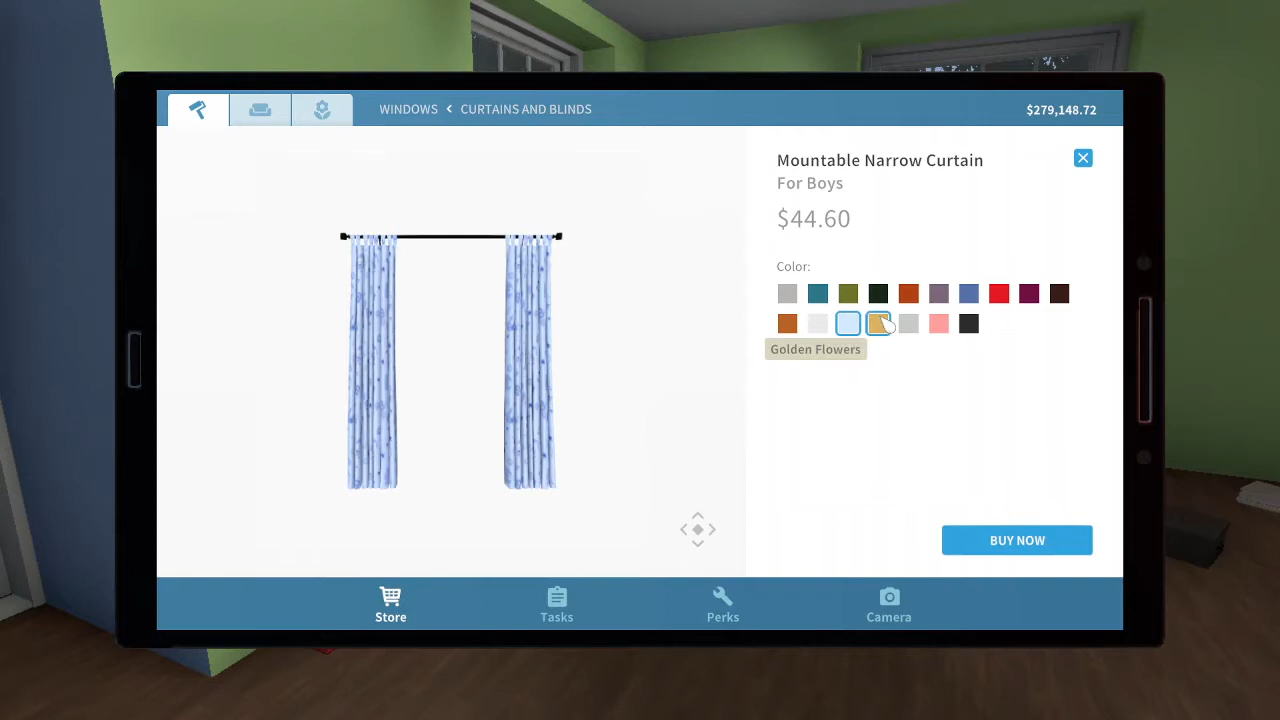 WINDOWS < CURTAINS AND BLINDS
$279,148.72
Mountable Narrow Curtain
For Boys
$44.60
Color:
Golden Flowers
BUY NOW
Store
Tasks
Perks
Camera